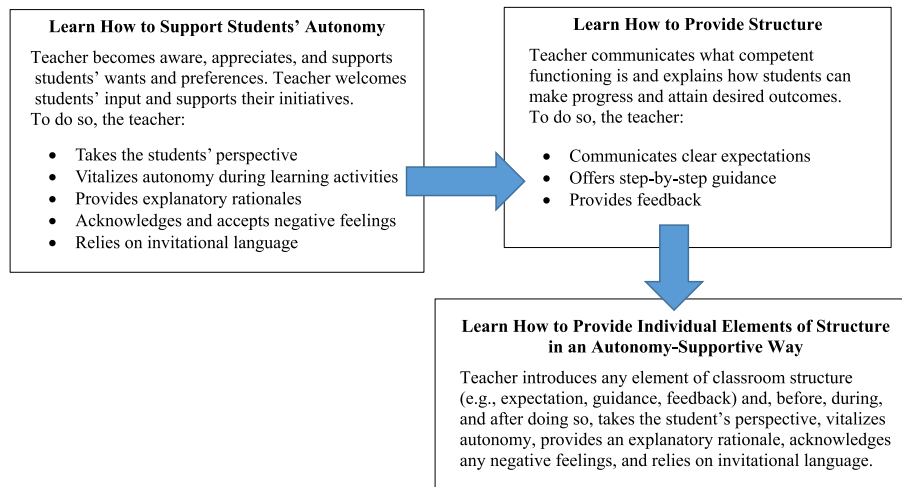 Learn How to Support Students’ Autonomy
Teacher becomes aware, appreciates, and supports
students’ wants and preferences. Teacher welcomes
students’ input and supports their initiatives.
To do so, the teacher:
• Takes the students’ perspective
• Vitalizes autonomy during learning activities
• Provides explanatory rationales
• Acknowledges and accepts negative feelings
• Relies on invitational language
Learn How to Provide Structure
Teacher communicates what competent
functioning is and explains how students can
make progress and attain desired outcomes.
To do so, the teacher:
• Communicates clear expectations
• Offers step-by-step guidance
• Provides feedback
Learn How to Provide Individual Elements of Structure
in an Autonomy-Supportive Way
Teacher introduces any element of classroom structure
(e.g., expectation, guidance, feedback) and, before, during,
and after doing so, takes the student’s perspective, vitalizes
autonomy, provides an explanatory rationale, acknowledges
any negative feelings, and relies on invitational language.